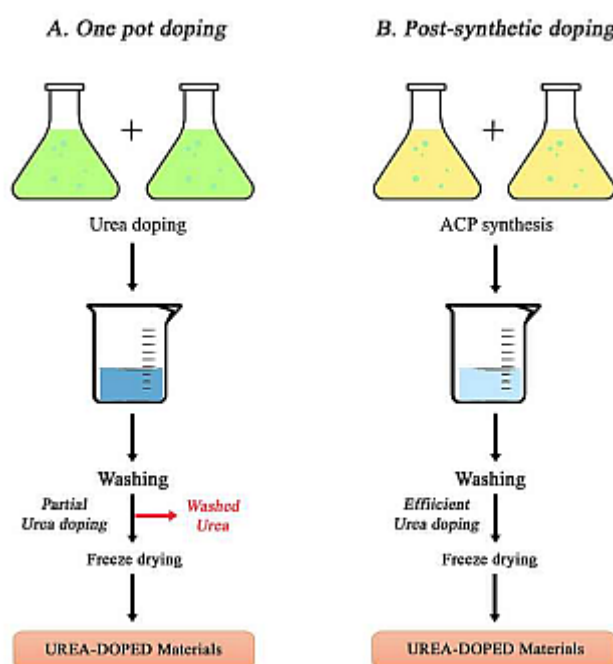 A. One pot doping
+
Urea doping
Washing
Partial
Urea doping
Washed
Urea
Freeze drying
UREA-DOPED Materials
B. Post-synthetic doping
+
ACP synthesis
Washing
Effiicient
Urea doping
Freeze drying
UREA-DOPED Materials